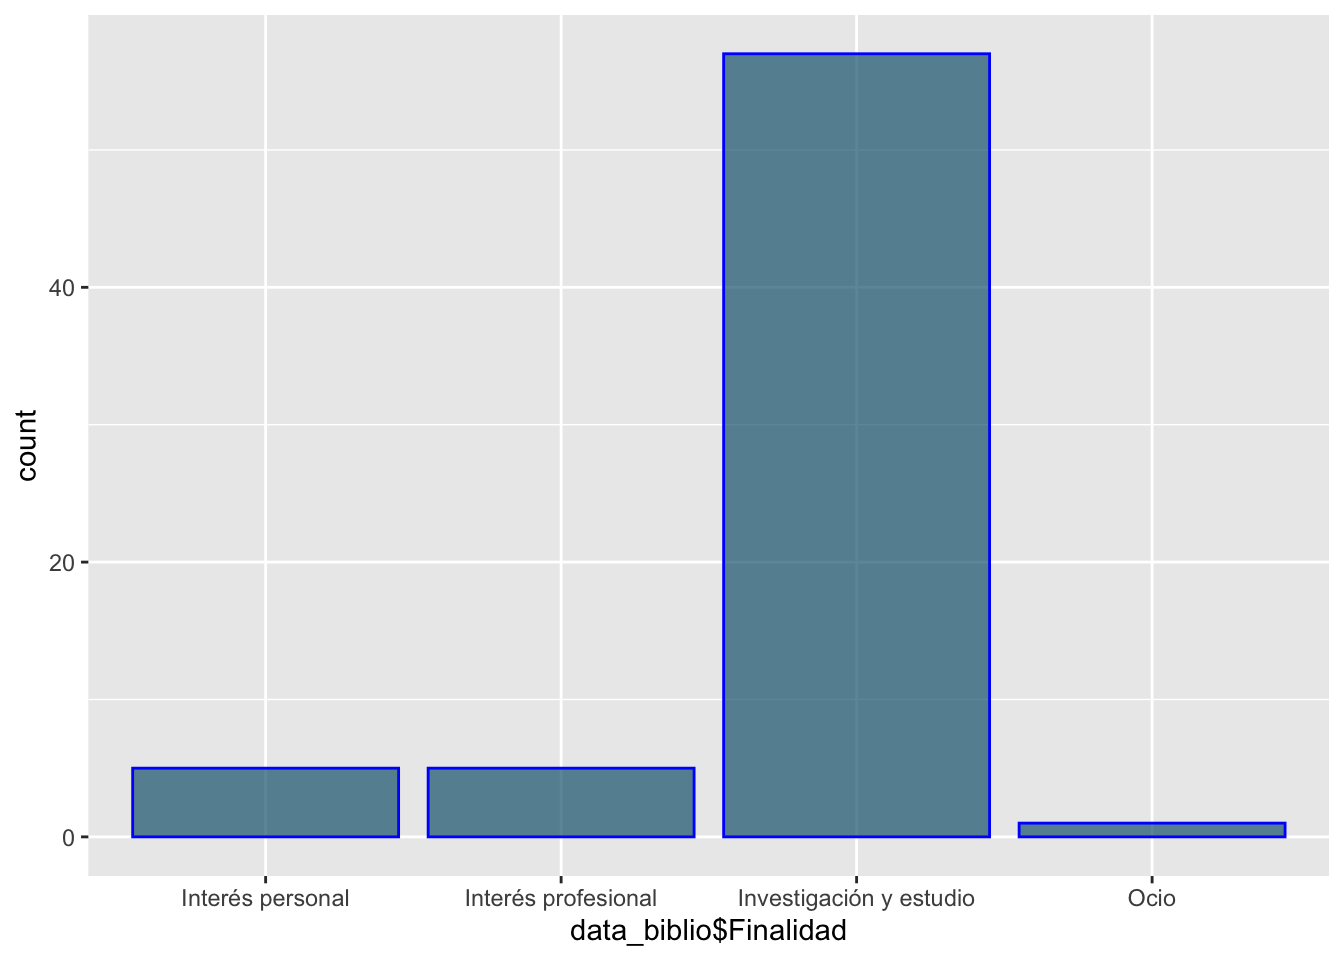 count
40
20
0
Interés personal
Interés profesional
Investigación y estudio
Ocio
data_biblio$Finalidad